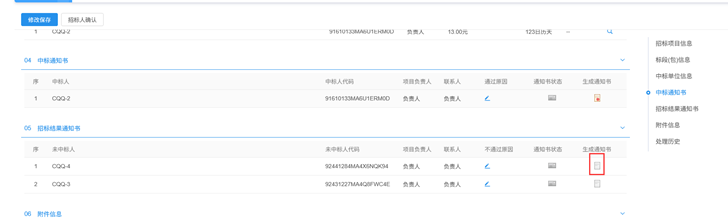 修改保存 招标人确认
1 CQQ-2 91610133MA6U1ERM0D 负责人 13.00元 123日历天 --
04 中标通知书
序 中标人 中标人代码 项目负责人 联系人 通过原因 通知书状态 生成通知书
1 CQQ-2 91610133MA6U1ERM0D 负责人 负责人
05 招标结果通知书
序 未中标人 未中标人代码 项目负责人 联系人 不通过原因 通知书状态 生成通知书
1 CQQ-4 92441284MA4X6NQK94 负责人 负责人
2 CQQ-3 92431227MA4Q8FWC4E 负责人 负责人
06 附件信息
招标项目信息
标段(包)信息
中标单位信息
中标通知书
招标结果通知书
附件信息
处理历史